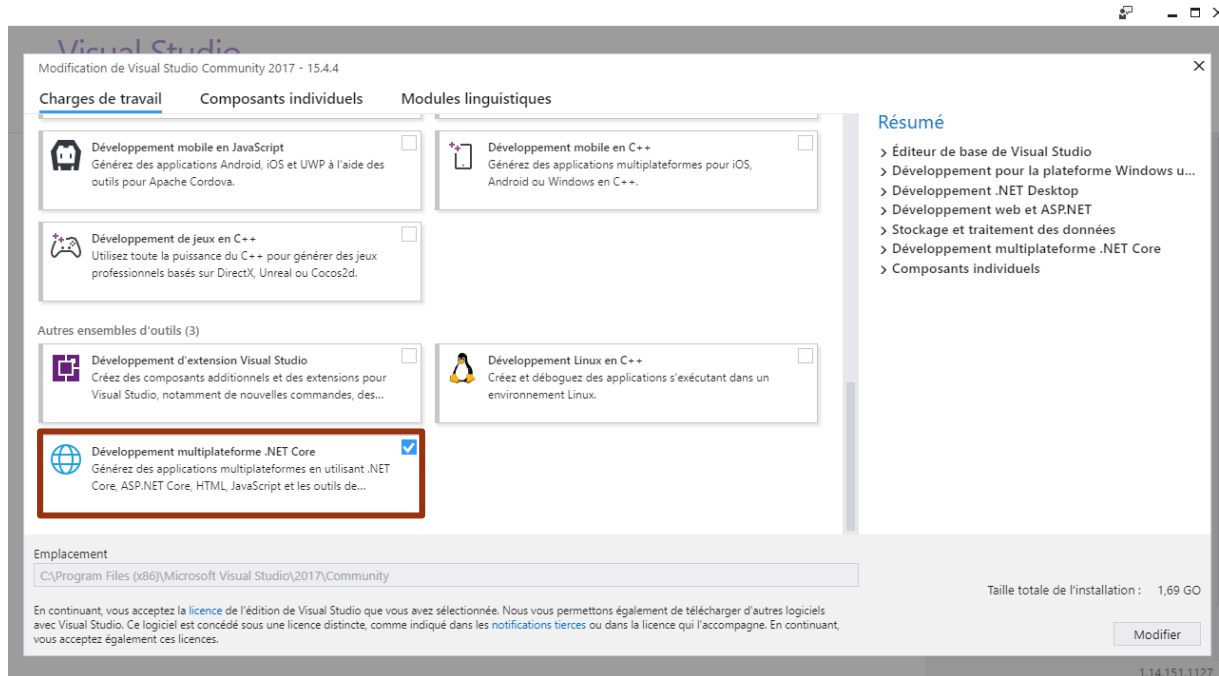 Visual Studio
Modification de Visual Studio Community 2017 - 15.4.4
Charges de travail
Composants individuels
Modules linguistiques
Développement mobile en JavaScript
Générez des applications Android, iOS et UWP à l'aide des
outils pour Apache Cordova.
Développement mobile en C++
Générez des applications multiplateformes pour iOS,
Android ou Windows en C++.
Développement de jeux en C++
Utilisez toute la puissance du C++ pour générer des jeux
professionnels basés sur DirectX, Unreal ou Cocos2d.
Autres ensembles d'outils (3)
Développement d'extension Visual Studio
Créez des composants additionnels et des extensions pour
Visual Studio, notamment de nouvelles commandes, des...
Développement Linux en C++
Créez et déboguez des applications s'exécutant dans un
environnement Linux.
Développement multiplateforme .NET Core
Générez des applications multiplateformes en utilisant .NET
Core, ASP.NET Core, HTML, JavaScript et les outils de...
Résumé
Éditeur de base de Visual Studio
Développement pour la plateforme Windows u...
Développement .NET Desktop
Développement web et ASP.NET
Stockage et traitement des données
Développement multiplateforme .NET Core
Composants individuels
Emplacement
C:\Program Files (x86)\Microsoft Visual Studio\2017\Community
En continuant, vous acceptez la licence de l'édition de Visual Studio que vous avez sélectionnée. Nous vous permettons également de télécharger d'autres logiciels
avec Visual Studio. Ce logiciel est concédé sous une licence distincte, comme indiqué dans les notifications tierces ou dans la licence qui l'accompagne. En continuant,
vous acceptez également ces licences.
Taille totale de l'installation : 1,69 GO
Modifier
1.14.151.1127